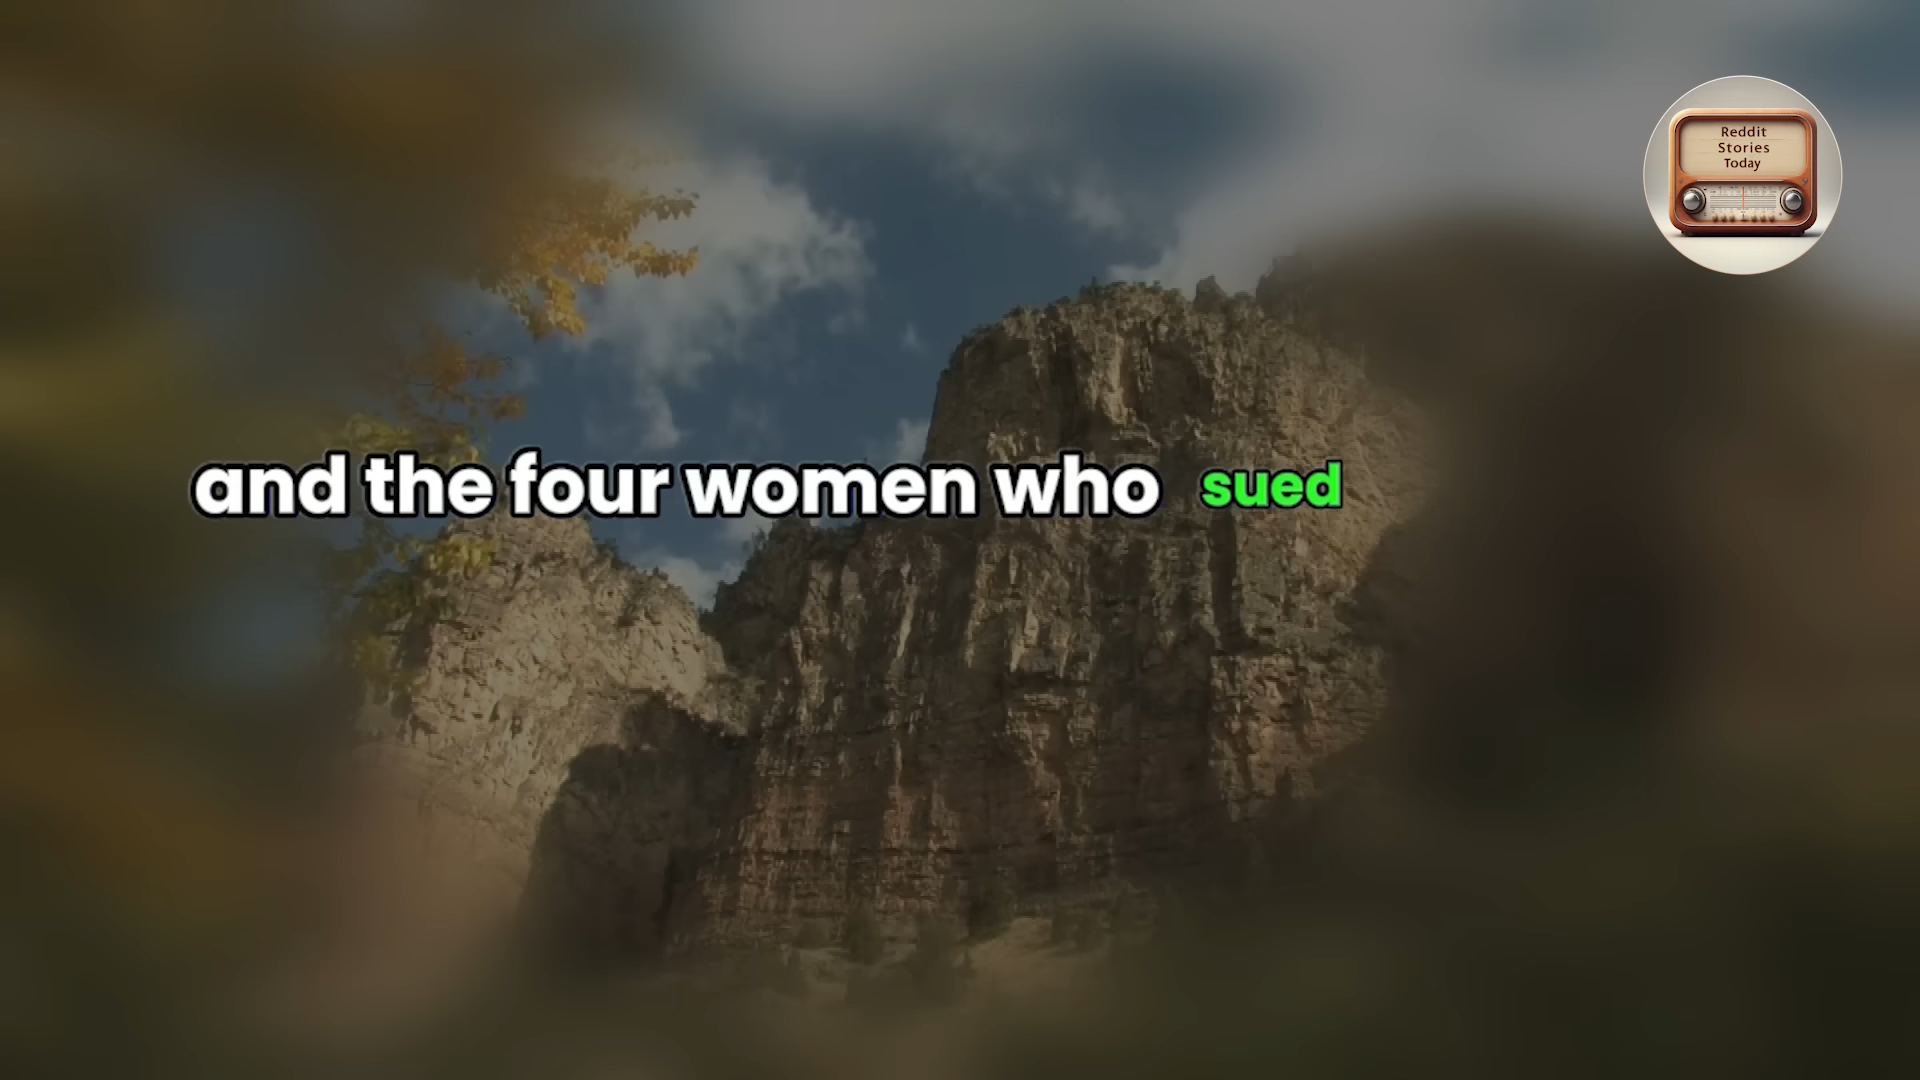 Reddit
Stories
Today
and the four women who sued